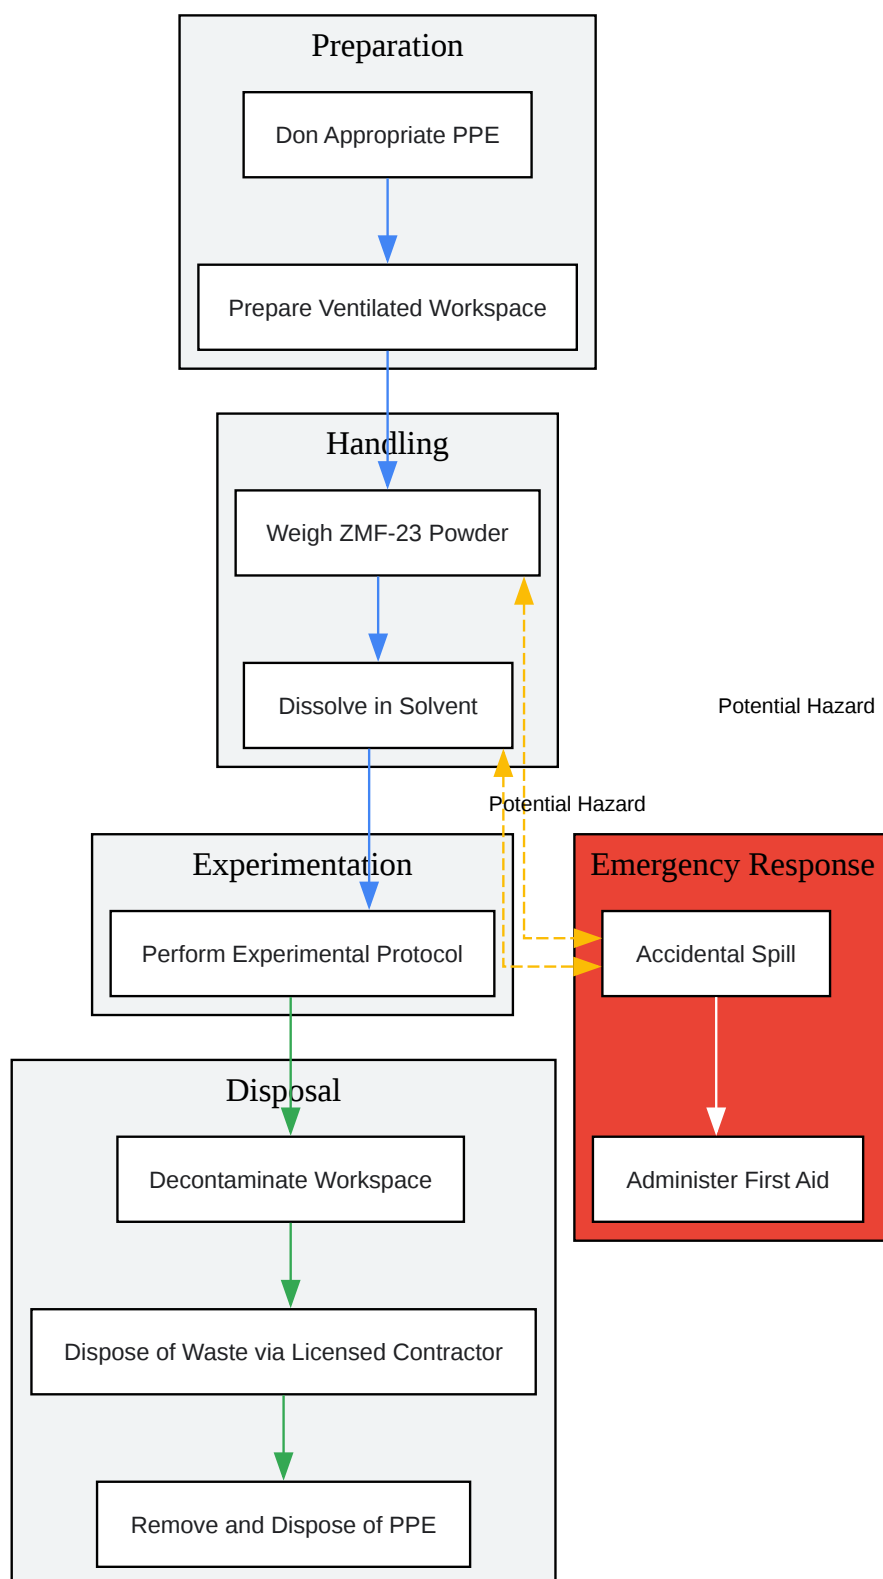 Preparation
Don Appropriate PPE
Prepare Ventilated Workspace
Handling
Weigh ZMF-23 Powder
Dissolve in Solvent
Potential Hazard
Potential Hazard
Experimentation
Perform Experimental Protocol
Emergency Response
Accidental Spill
Administer First Aid
Disposal
Decontaminate Workspace
Dispose of Waste via Licensed Contractor
Remove and Dispose of PPE